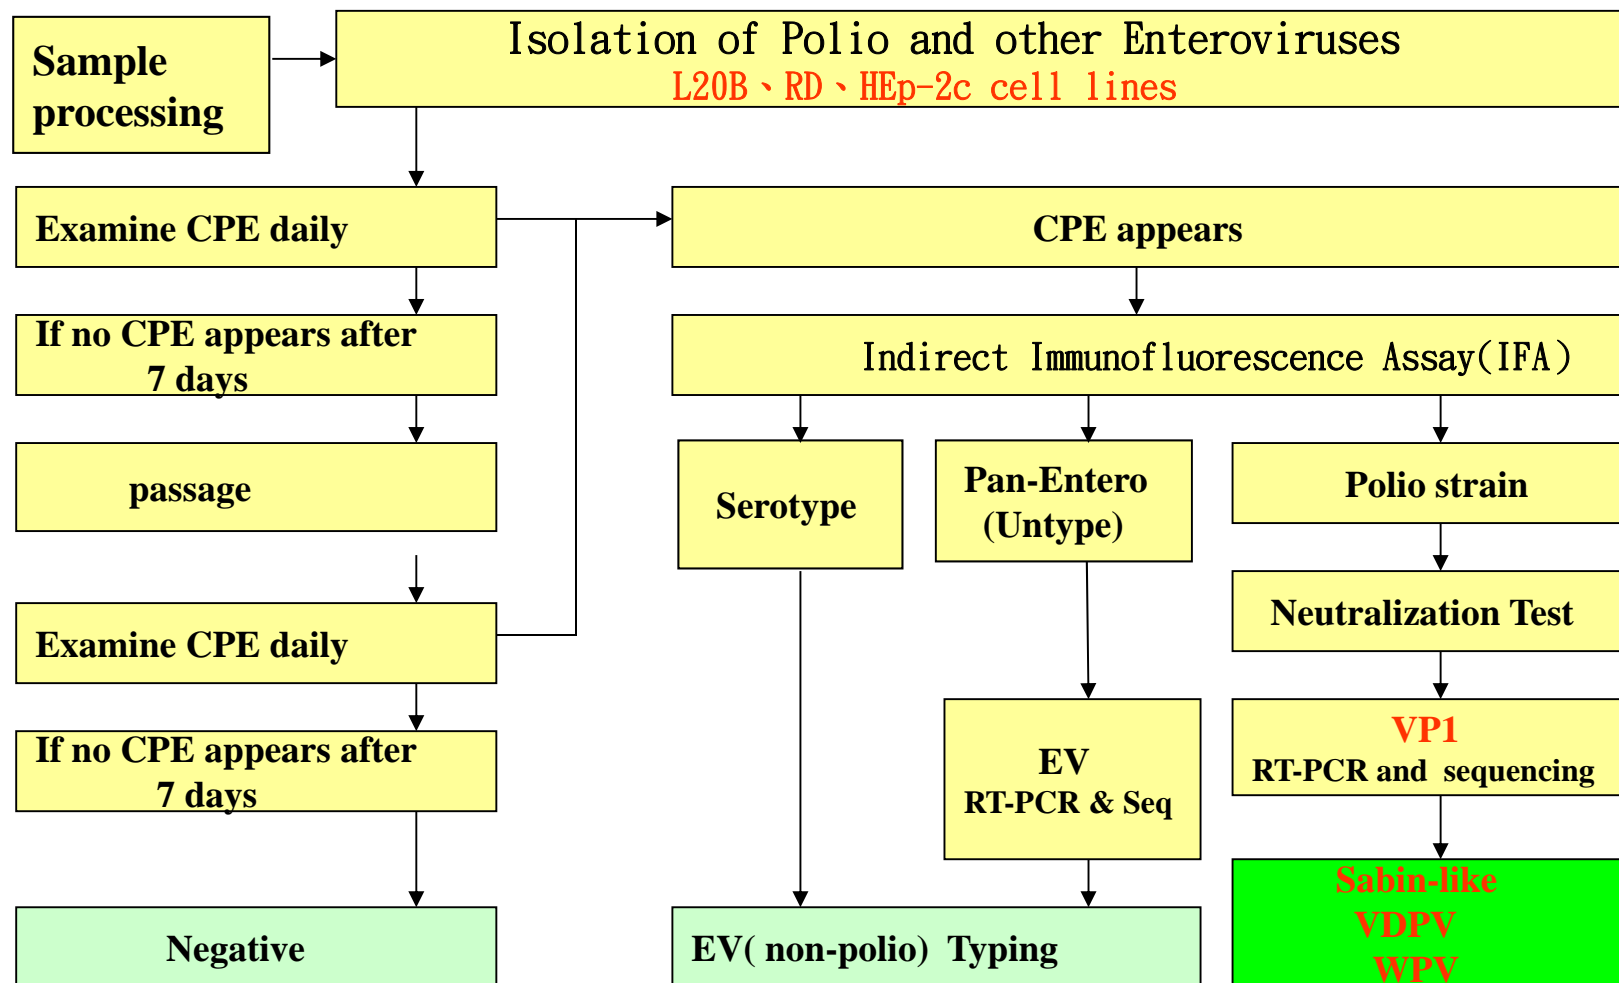 Sample
processing
Isolation of Polio and other Enteroviruses
L20B、RD、HEp-2c cell lines
Examine CPE daily
CPE appears
If no CPE appears after
7 days
Indirect Immunofluorescence Assay(IFA)
passage
Serotype
Pan-Entero
(Untype)
Polio strain
Neutralization Test
Examine CPE daily
If no CPE appears after
7 days
EV
RT-PCR & Seq
VP1
RT-PCR and sequencing
Negative
EV( non-polio) Typing
Sabin-like
VDPV
WPV